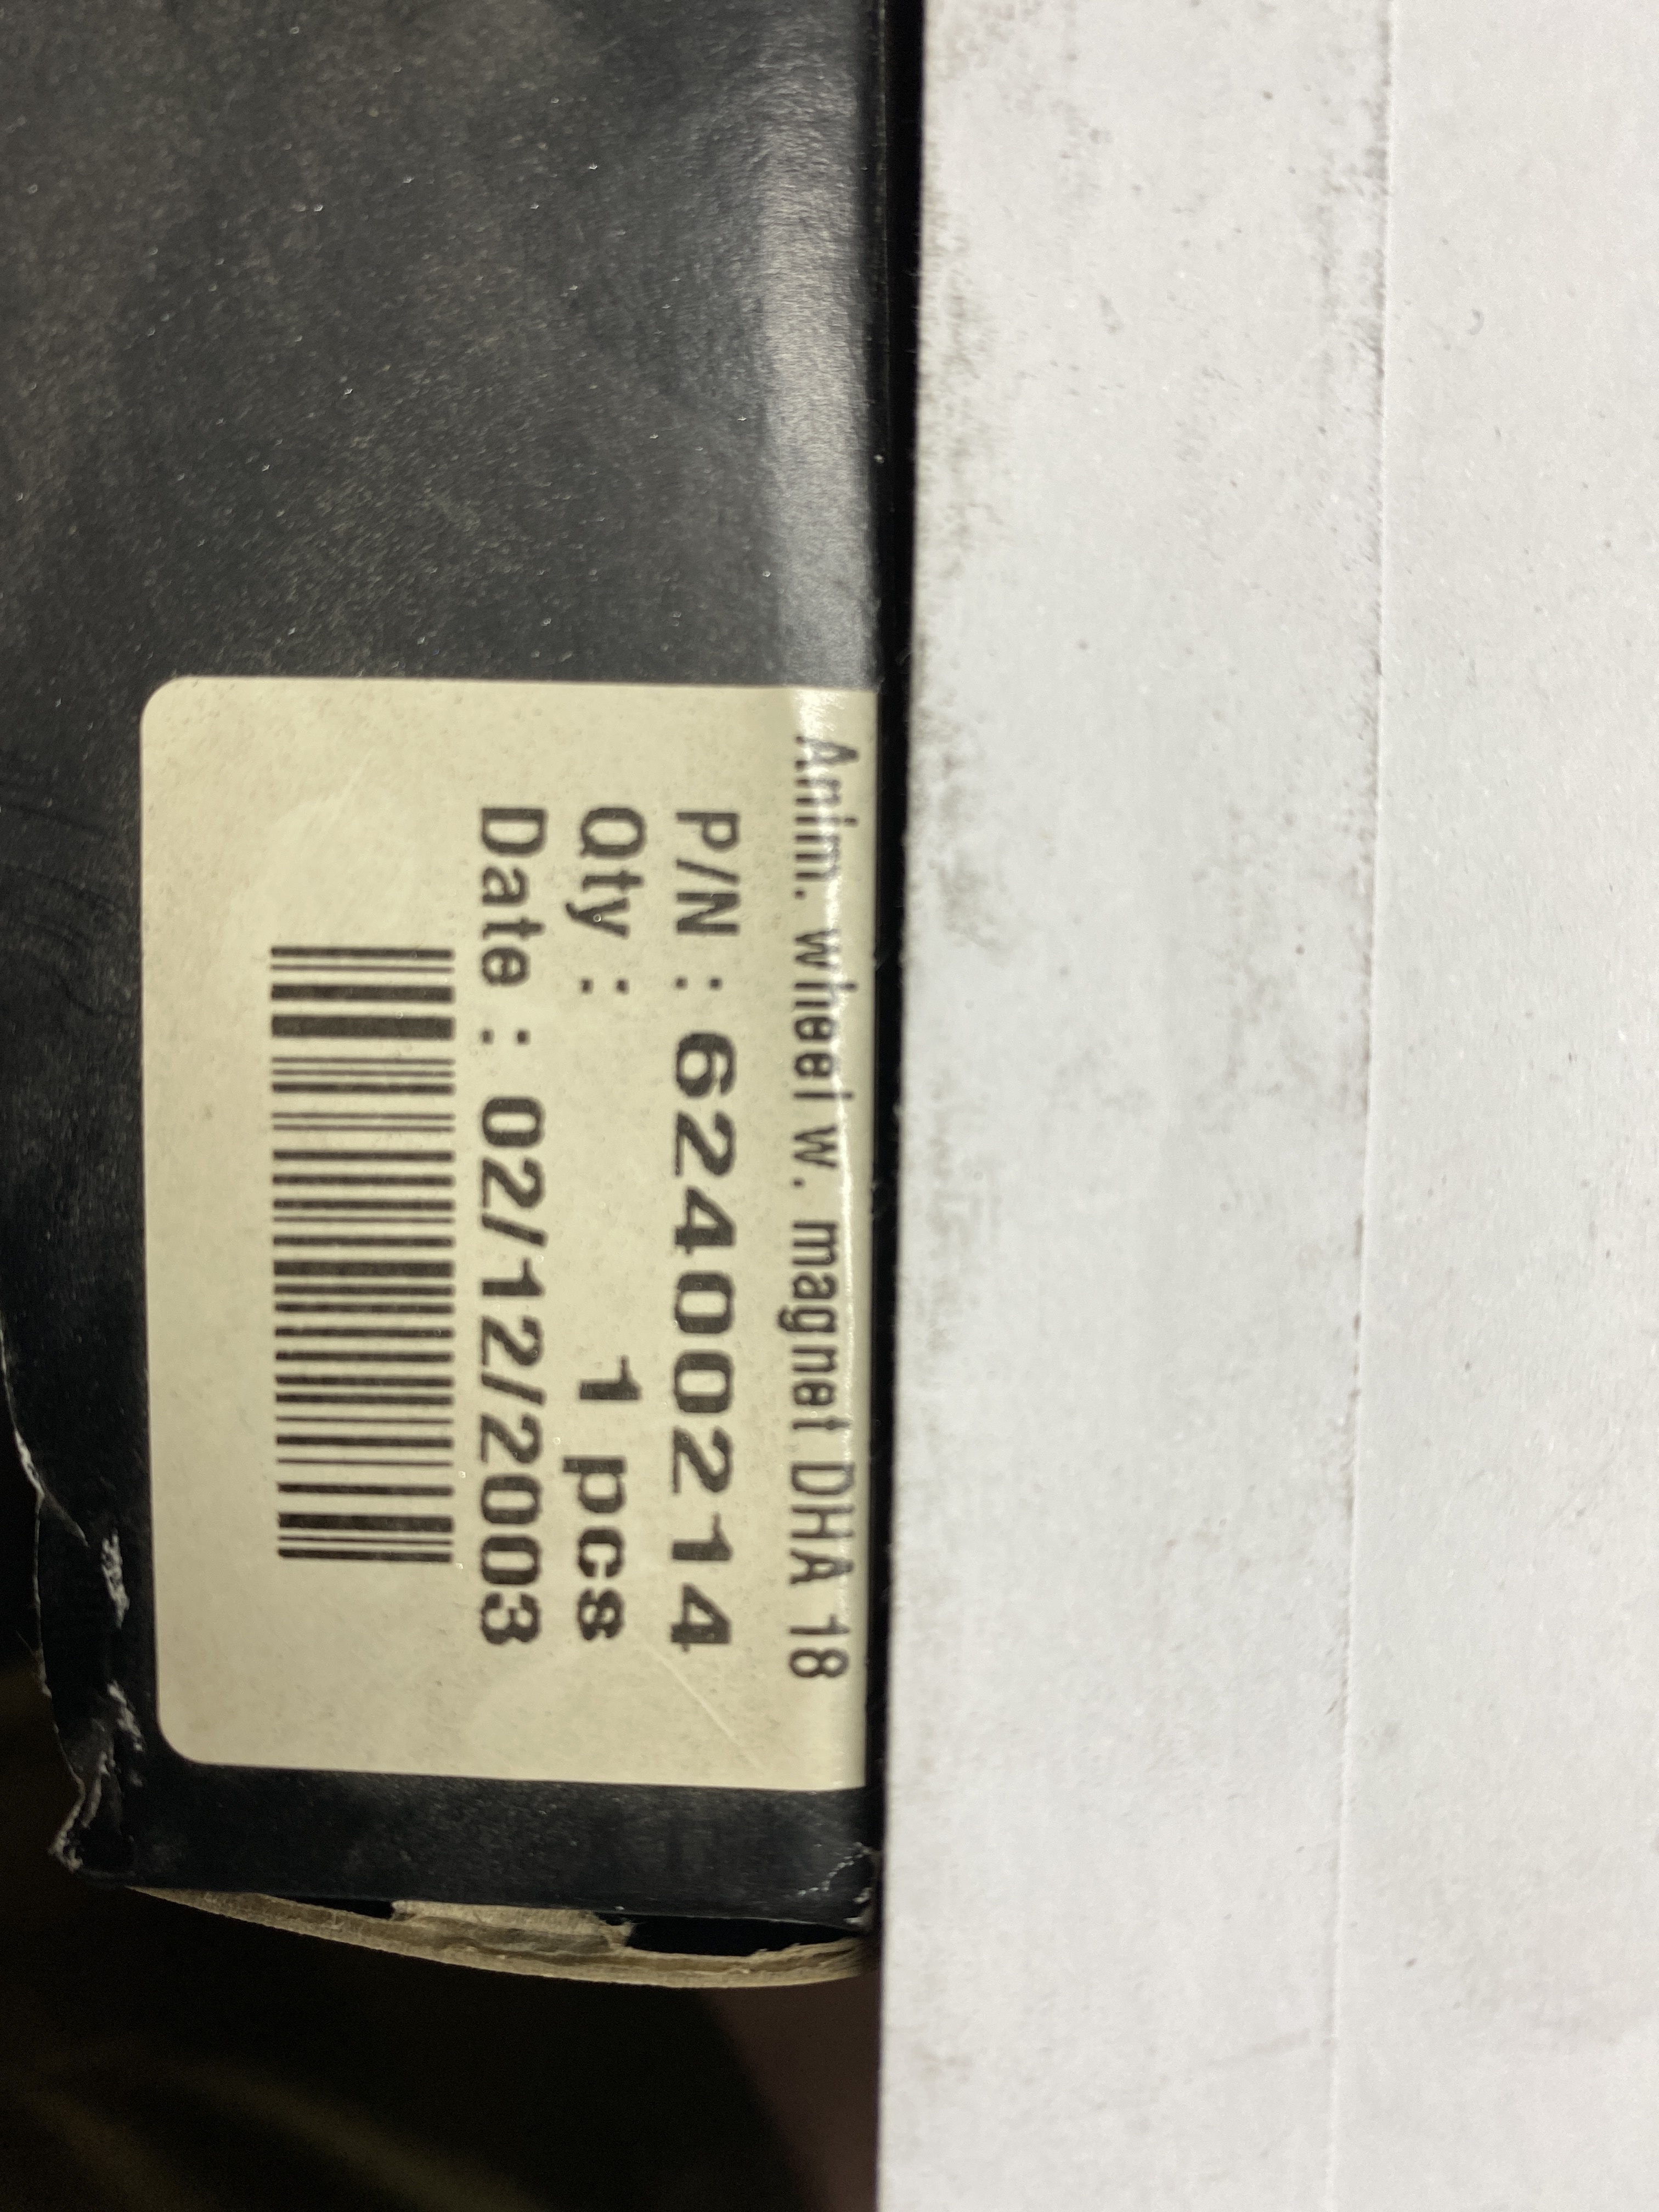 Anim. wheel w. magnet DHA 18
P/N : 62400214
Qty : 1 pcs
Date : 02/12/2003